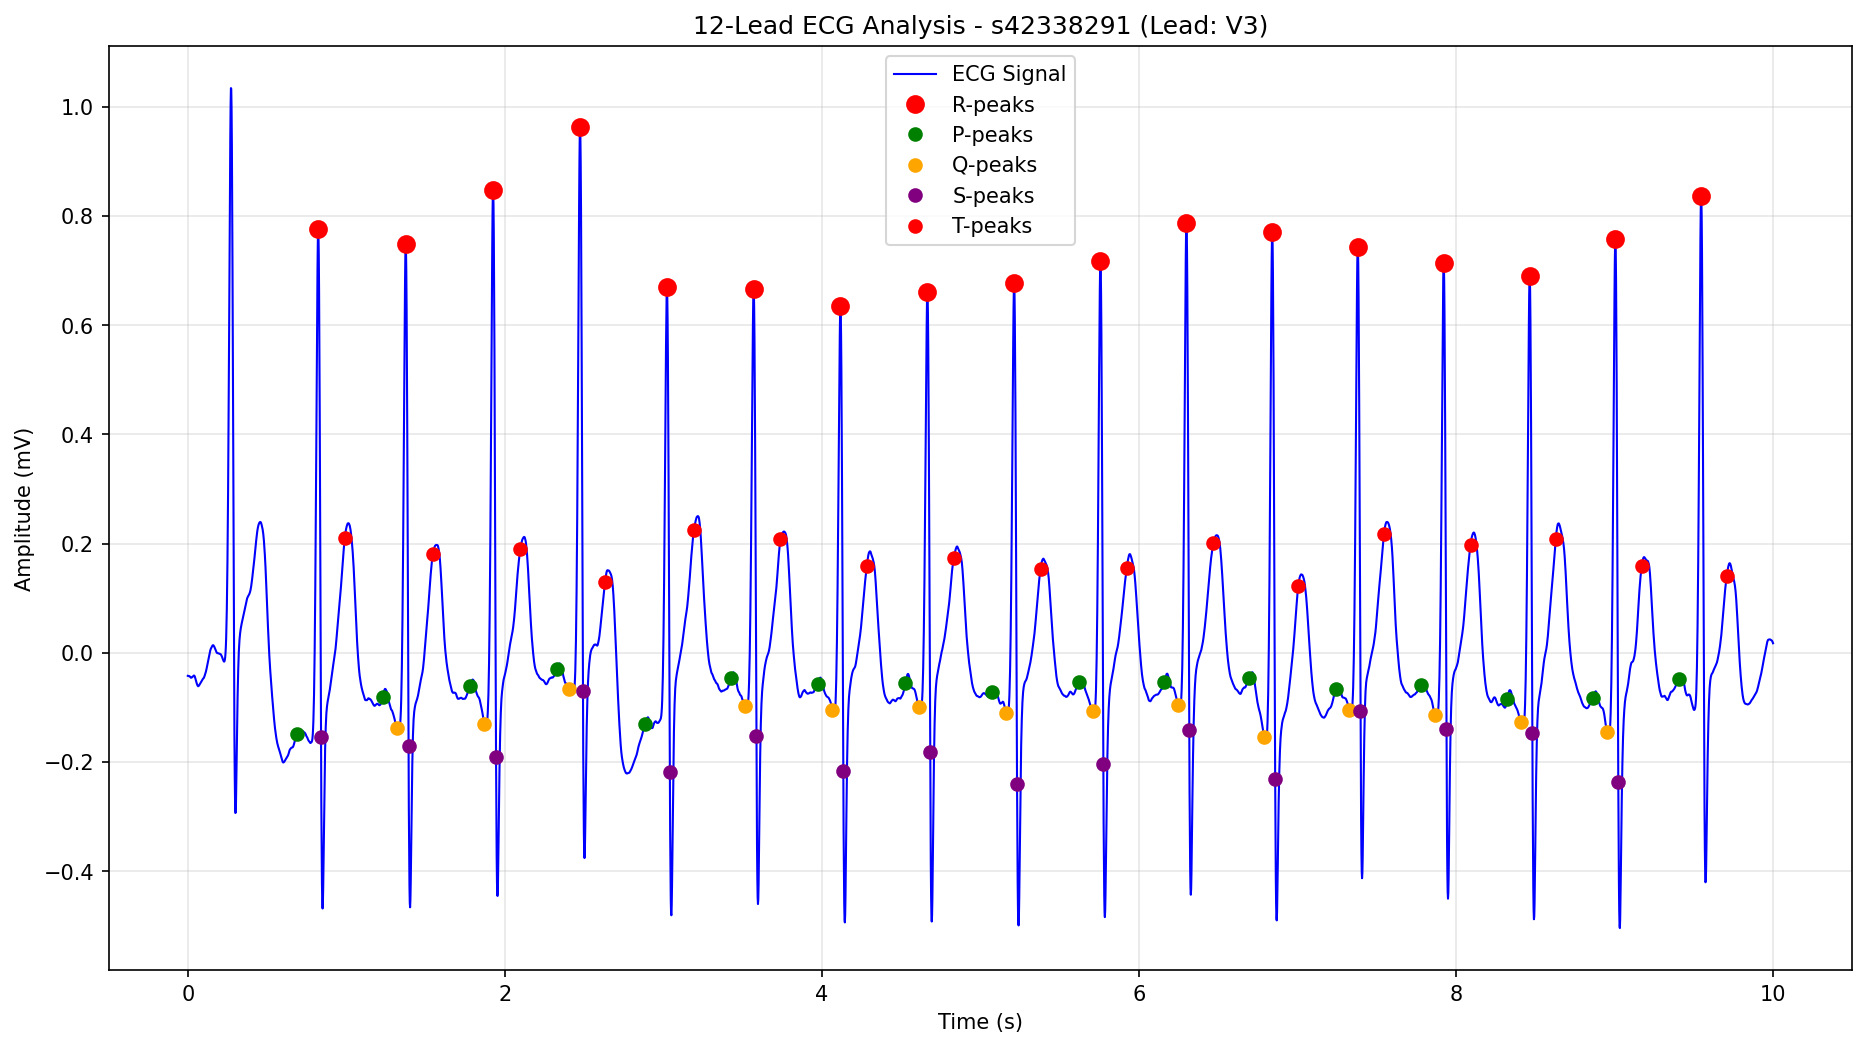 12-Lead ECG Analysis - s42338291 (Lead: V3)
ECG Signal
R-peaks
P-peaks
Q-peaks
S-peaks
T-peaks
1.0
0.8
0.6
0.4
0.2
0.0
−0.2
−0.4
Amplitude (mV)
0 2 4 6 8 10
Time (s)